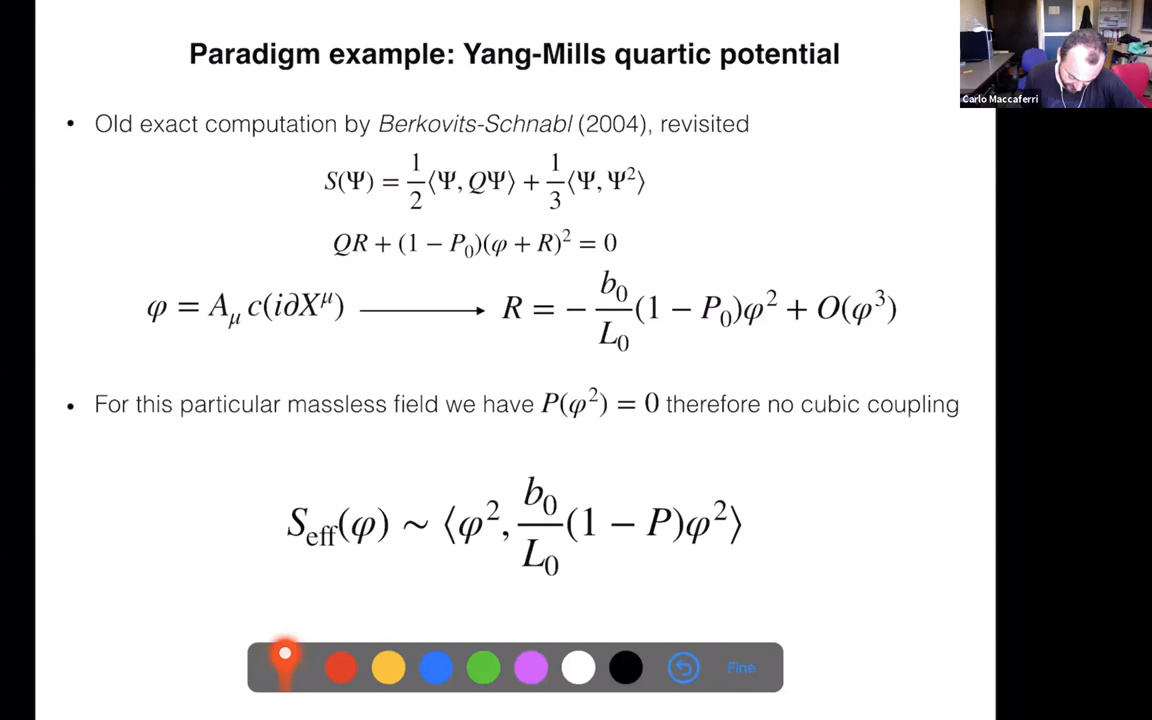 Paradigm example: Yang-Mills quartic potential
Carlo Maccaferri
• Old exact computation by Berkovits-Schnabl (2004), revisited
S(Ψ) = 1/2 ⟨Ψ, QΨ⟩ + 1/3 ⟨Ψ, Ψ²⟩
QR + (1 − P₀)(φ + R)² = 0
φ = A_μ c(i∂X^μ) ⟶ R = − b₀/L₀ (1 − P₀)φ² + O(φ³)
• For this particular massless field we have P(φ²) = 0 therefore no cubic coupling
S_eff(φ) ~ ⟨φ², b₀/L₀ (1 − P)φ²⟩
Fine